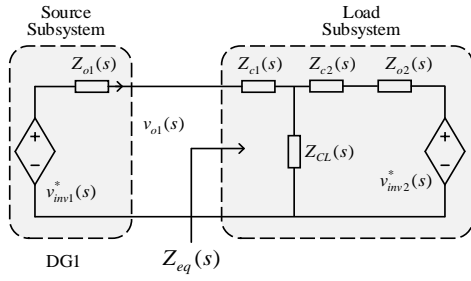 Source
Subsystem
Load
Subsystem
Z_{o1}(s)
Z_{c1}(s)
Z_{c2}(s)
Z_{o2}(s)
v_{o1}(s)
+
−
Z_{CL}(s)
+
−
v^{*}_{inv1}(s)
v^{*}_{inv2}(s)
DG1
Z_{eq}(s)